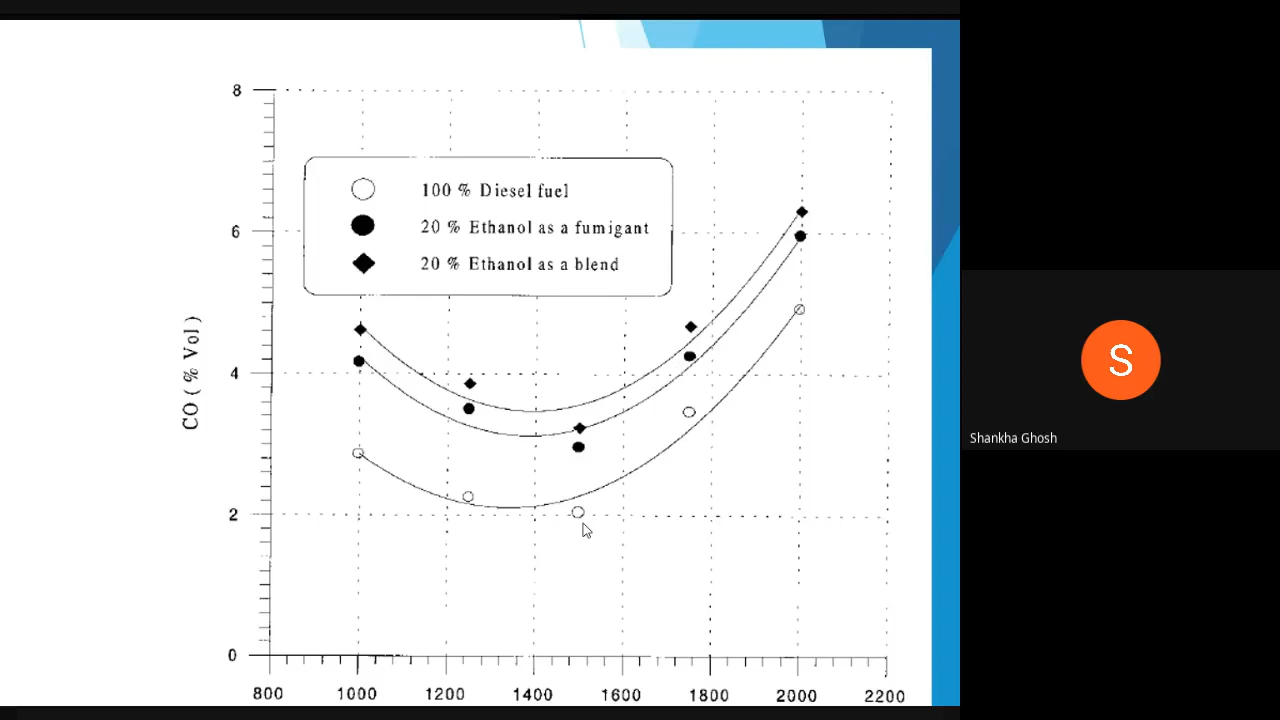 8
100 % Diesel fuel
20 % Ethanol as a fumigant
20 % Ethanol as a blend
6
CO ( % Vol )
4
2
0
800 1000 1200 1400 1600 1800 2000 2200
S
Shankha Ghosh